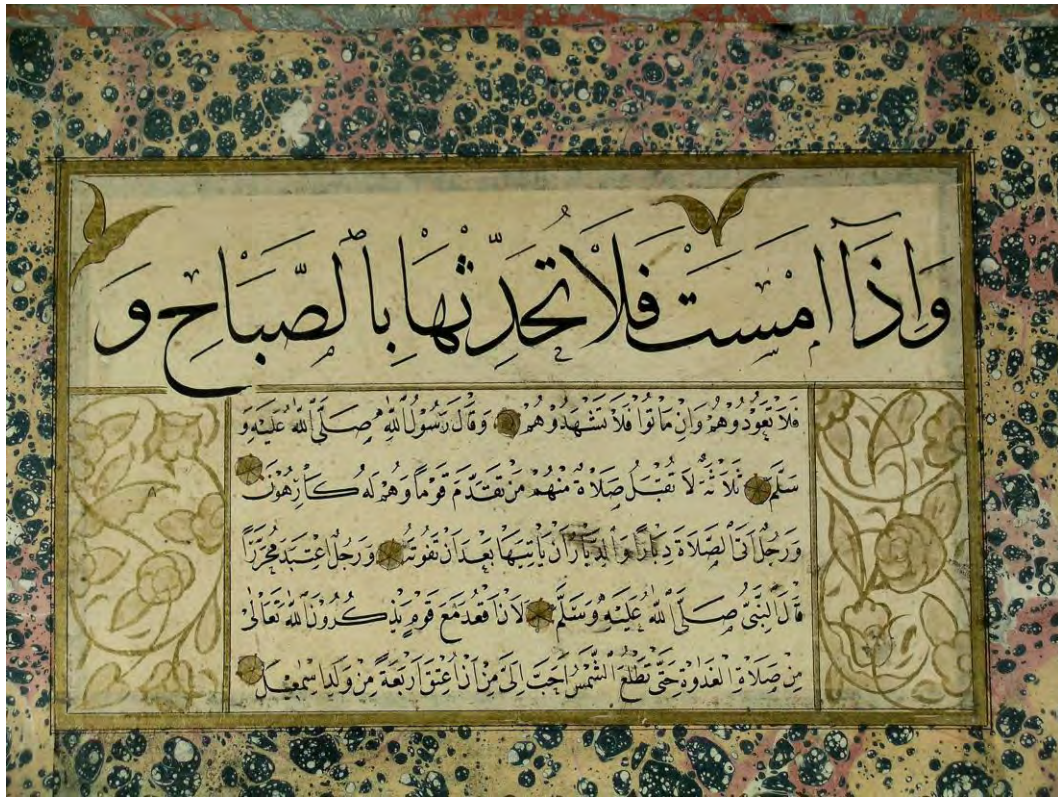 وَاِذَآ اَمْسَتْ فَلَا تُحَدِّثْهَا بِالصَّبَاحِ وَ
فَلَا تَعُودُوهُمْ وَاِنْ مَاتُوا فَلَا تَشْهَدُوهُمْ وَقَالَ رَسُولُ اللّٰهِ صَلَّى اللّٰهُ عَلَيْهِ وَ
سَلَّمَ ثَلَاثَةٌ لَا تُقْبَلُ صَلَاةٌ مِنْهُمْ مَنْ تَقَدَّمَ قَوْمًا وَهُمْ لَهُ كَارِهُونَ
وَرَجُلٌ اَتَى الصَّلَاةَ دِبَارًا وَالدِّبَارُ اَنْ يَاْتِيَهَا بَعْدَ اَنْ تَفُوتَهُ وَرَجُلٌ اعْتَبَدَ مُحَرَّرًا
قَالَ النَّبِيُّ صَلَّى اللّٰهُ عَلَيْهِ وَسَلَّمَ لَاَنْ اَقْعُدَ مَعَ قَوْمٍ يَذْكُرُونَ اللّٰهَ تَعَالٰى
مِنْ صَلَاةِ الْغَدٰوةِ حَتّٰى تَطْلُعَ الشَّمْسُ اَحَبُّ اِلَىَّ مِنْ اَنْ اُعْتِقَ اَرْبَعَةً مِنْ وَلَدِ اِسْمٰعِيلَ